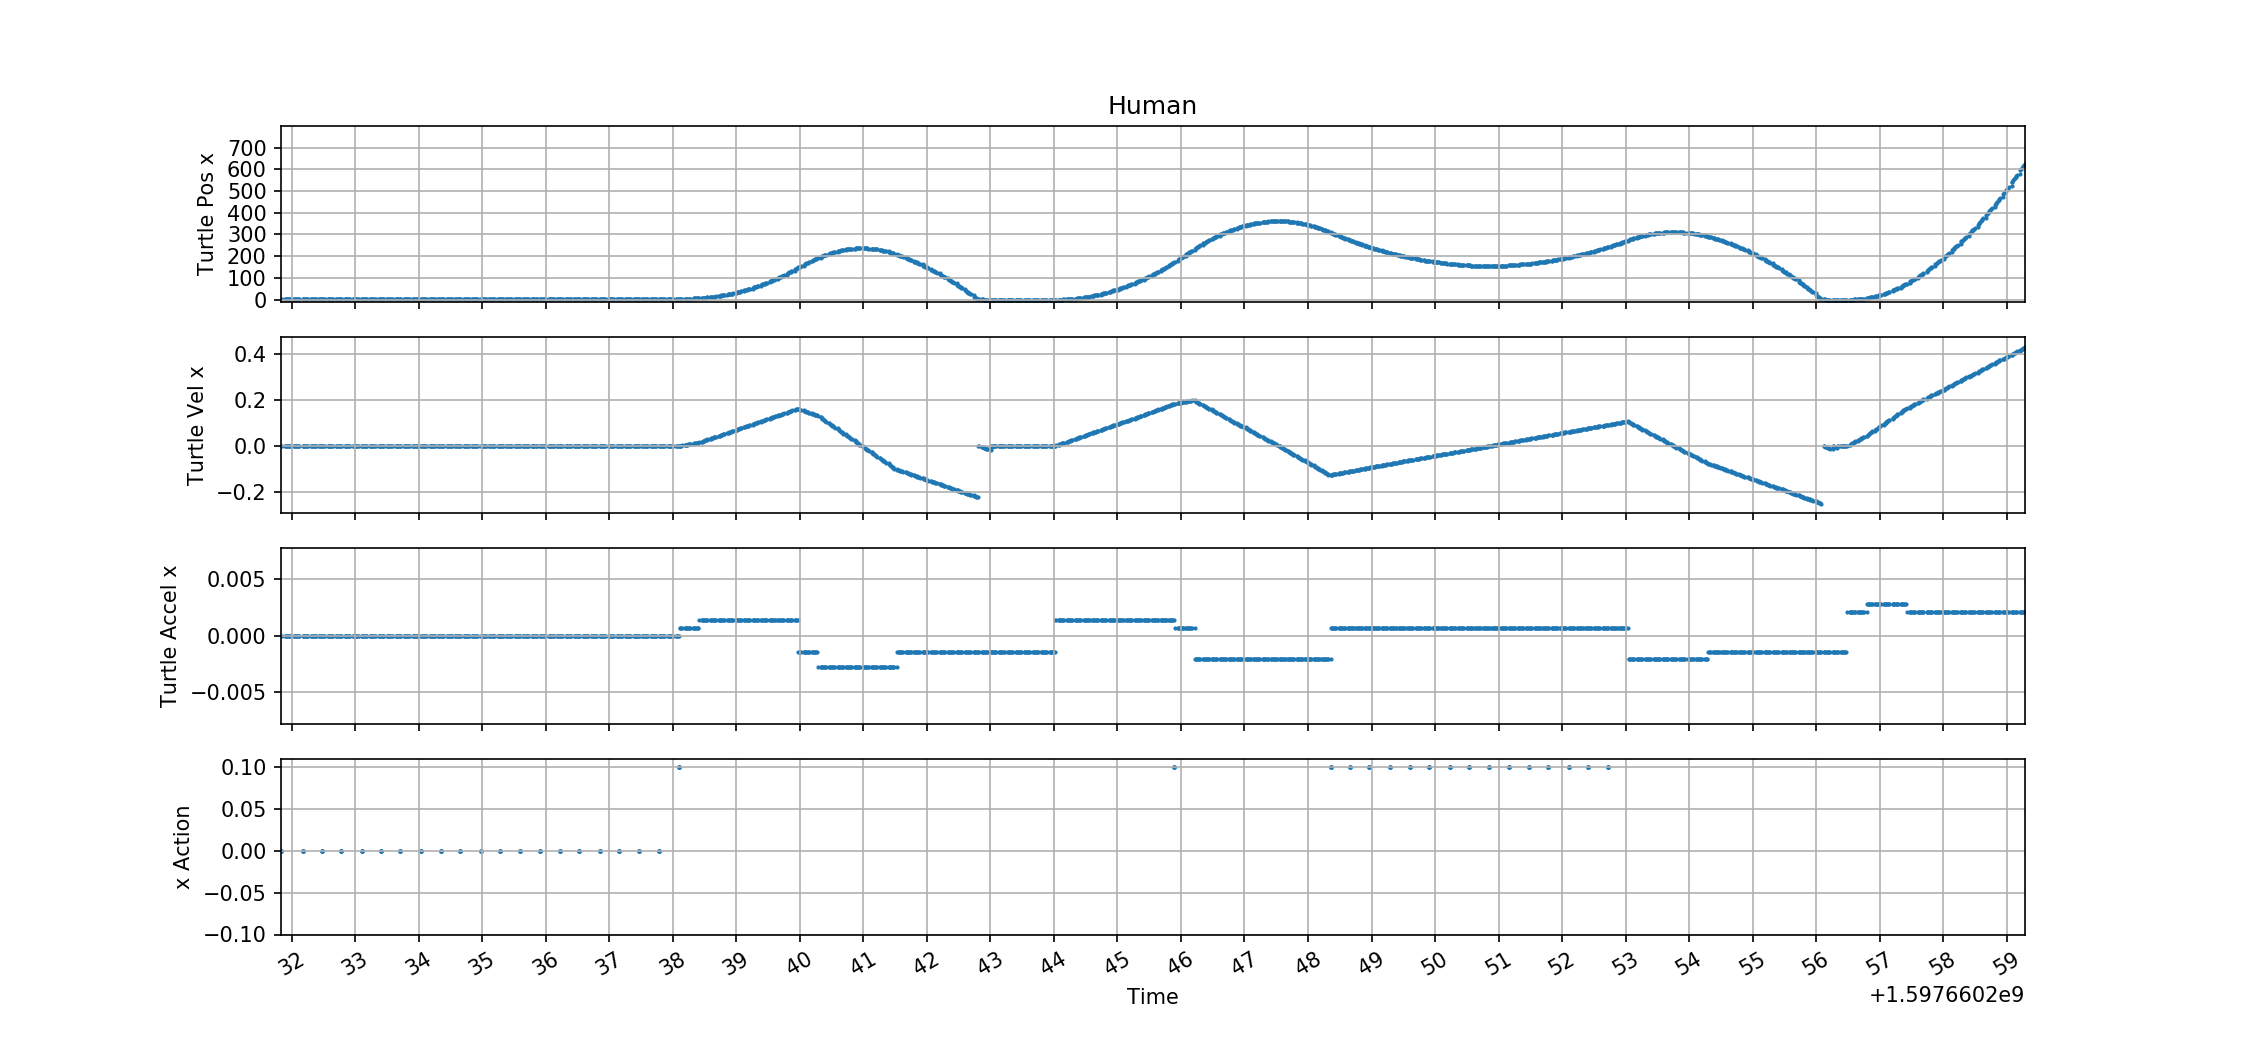 Human
Turtle Pos x
700
600
500
400
300
200
100
0
Turtle Vel x
0.4
0.2
0.0
−0.2
Turtle Accel x
0.005
0.000
−0.005
x Action
0.10
0.05
0.00
−0.05
−0.10
32 33 34 35 36 37 38 39 40 41 42 43 44 45 46 47 48 49 50 51 52 53 54 55 56 57 58 59
Time
+1.5976602e9